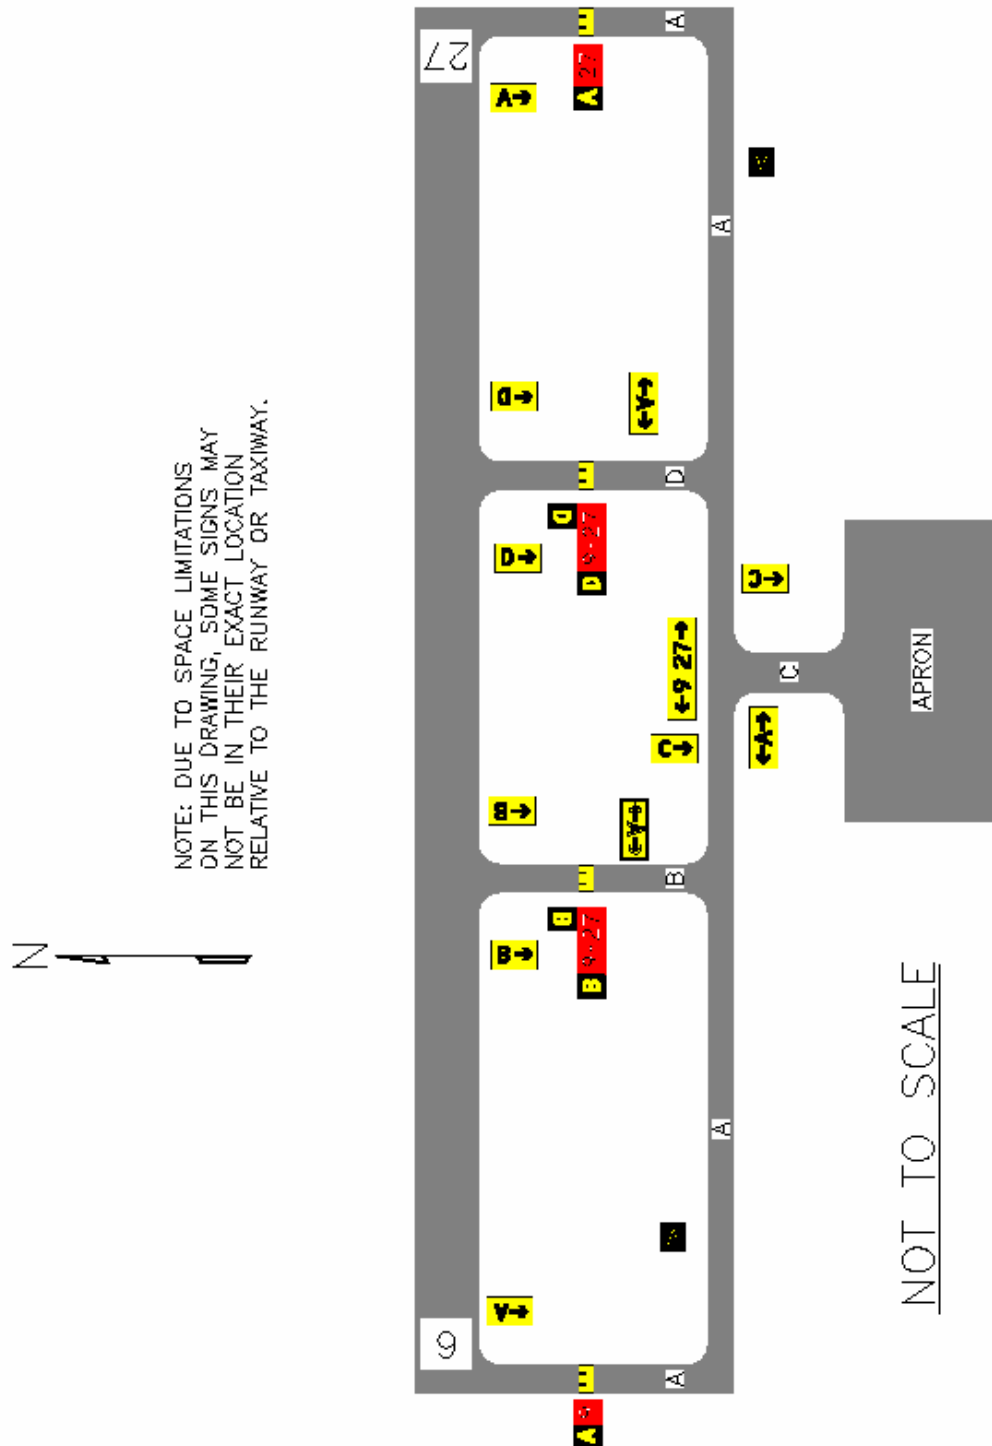 N
NOTE: DUE TO SPACE LIMITATIONS
ON THIS DRAWING, SOME SIGNS MAY
NOT BE IN THEIR EXACT LOCATION
RELATIVE TO THE RUNWAY OR TAXIWAY.
9
27
A→
B→
B→
D→
D→
A→
A 9
B
B 9-27
D
D 9-27
A 27
E
E
E
E
A
B
D
A
←A→
←A→
C→
←9 27→
A
A
A
A
←A→
C→
C
APRON
NOT TO SCALE